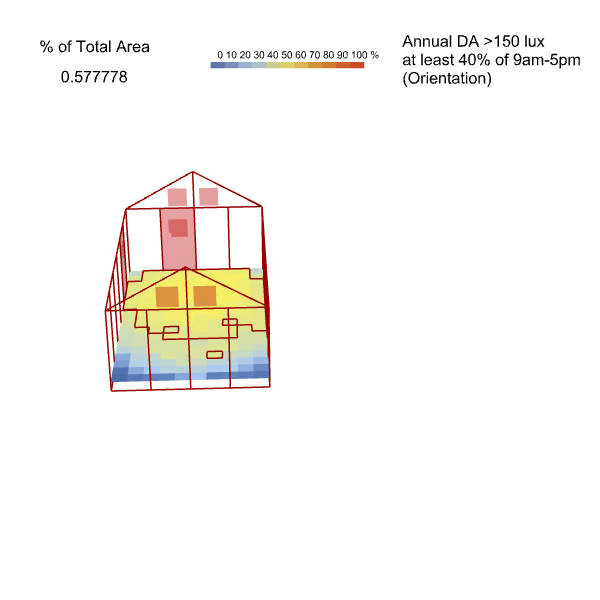 % of Total Area
0.577778
0 10 20 30 40 50 60 70 80 90 100 %
Annual DA >150 lux
at least 40% of 9am-5pm
(Orientation)